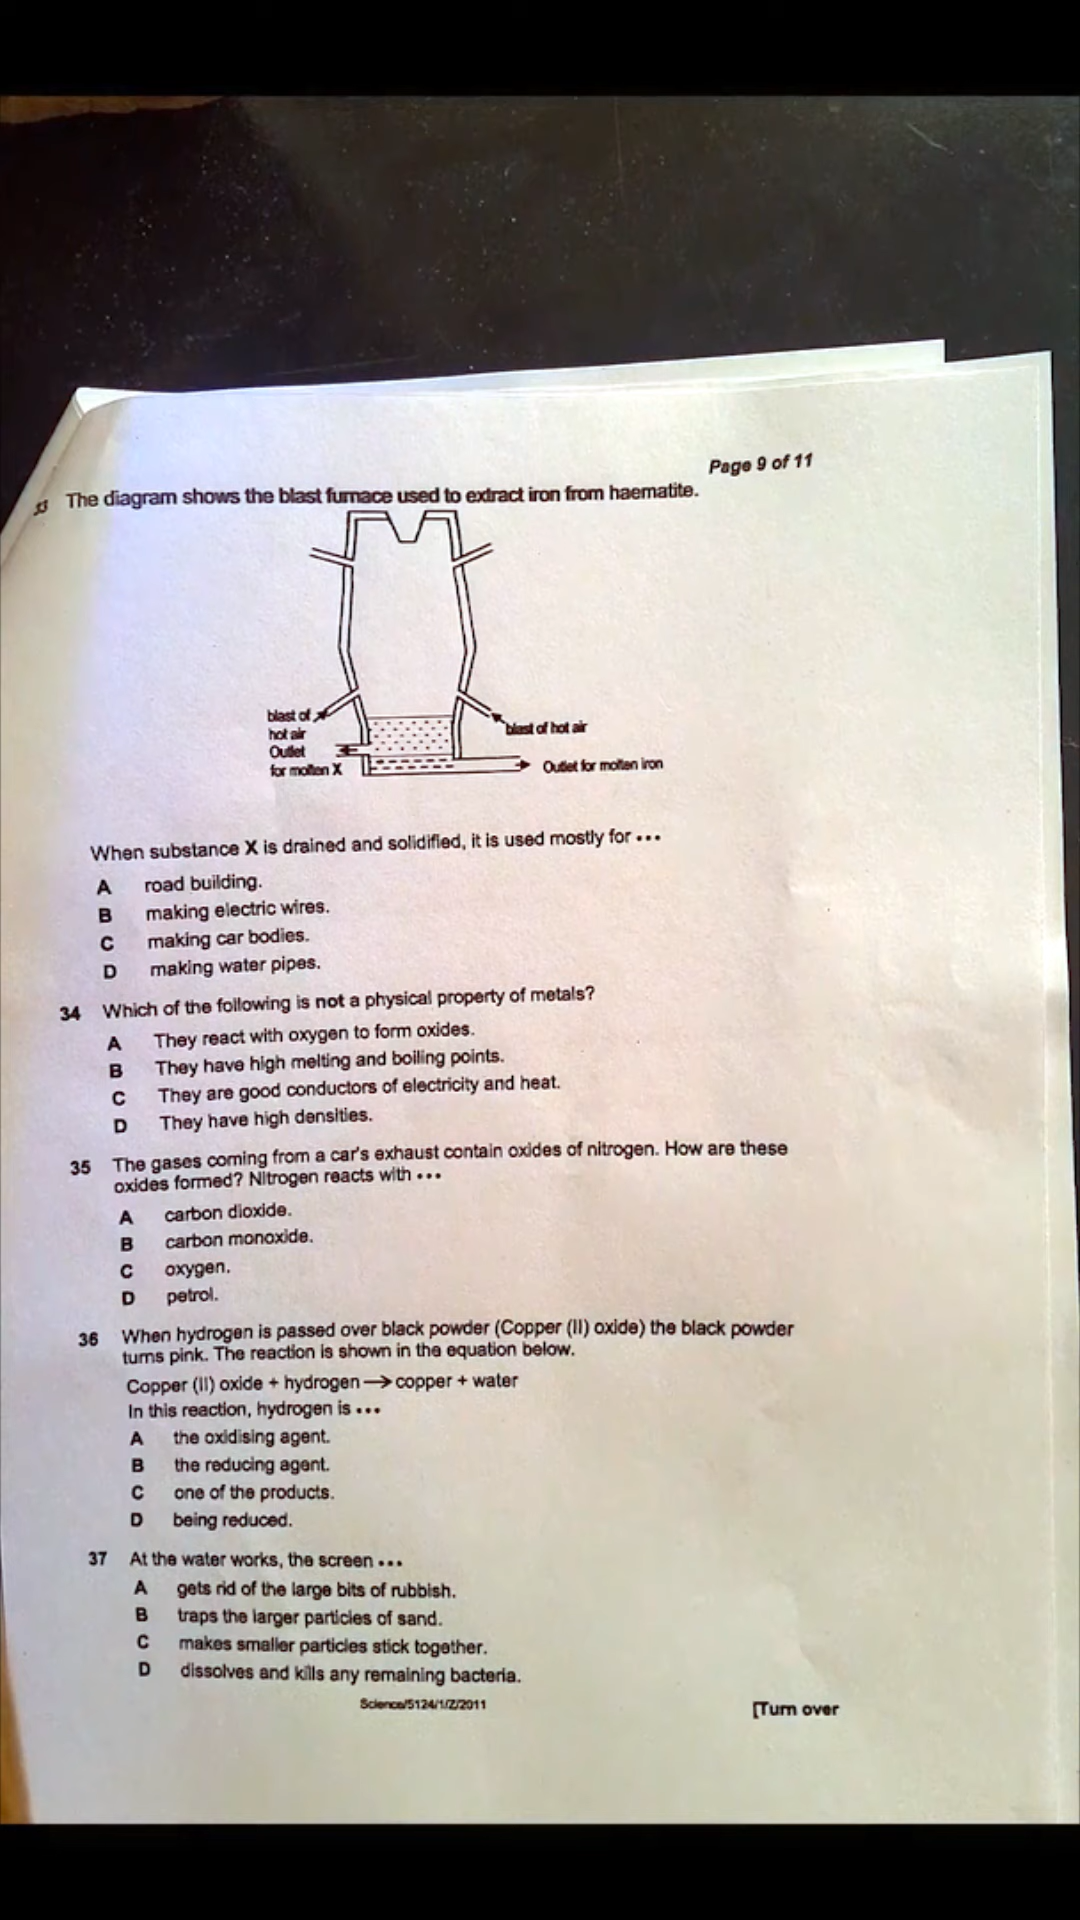 Page 9 of 11
33 The diagram shows the blast furnace used to extract iron from haematite.
blast of
hot air
blast of hot air
Outlet
for molten X
Outlet for molten iron
When substance X is drained and solidified, it is used mostly for •••
A road building.
B making electric wires.
C making car bodies.
D making water pipes.
34 Which of the following is not a physical property of metals?
A They react with oxygen to form oxides.
B They have high melting and boiling points.
C They are good conductors of electricity and heat.
D They have high densities.
35 The gases coming from a car's exhaust contain oxides of nitrogen. How are these
oxides formed? Nitrogen reacts with •••
A carbon dioxide.
B carbon monoxide.
C oxygen.
D petrol.
36 When hydrogen is passed over black powder (Copper (II) oxide) the black powder
turns pink. The reaction is shown in the equation below.
Copper (II) oxide + hydrogen → copper + water
In this reaction, hydrogen is •••
A the oxidising agent.
B the reducing agent.
C one of the products.
D being reduced.
37 At the water works, the screen •••
A gets rid of the large bits of rubbish.
B traps the larger particles of sand.
C makes smaller particles stick together.
D dissolves and kills any remaining bacteria.
Science/5124/1/Z/2011
[Turn over